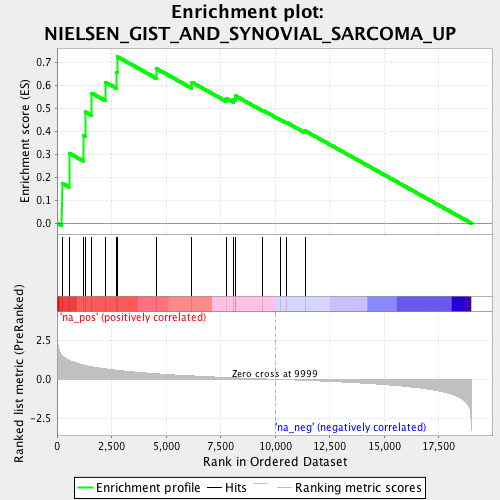 Enrichment plot:
NIELSEN_GIST_AND_SYNOVIAL_SARCOMA_UP
Enrichment score (ES)
0.7
0.6
0.5
0.4
0.3
0.2
0.1
0.0
'na_pos' (positively correlated)
Ranked list metric (PreRanked)
2.5
0.0
-2.5
Zero cross at 9999
'na_neg' (negatively correlated)
0 2,500 5,000 7,500 10,000 12,500 15,000 17,500
Rank in Ordered Dataset
Enrichment profile Hits Ranking metric scores